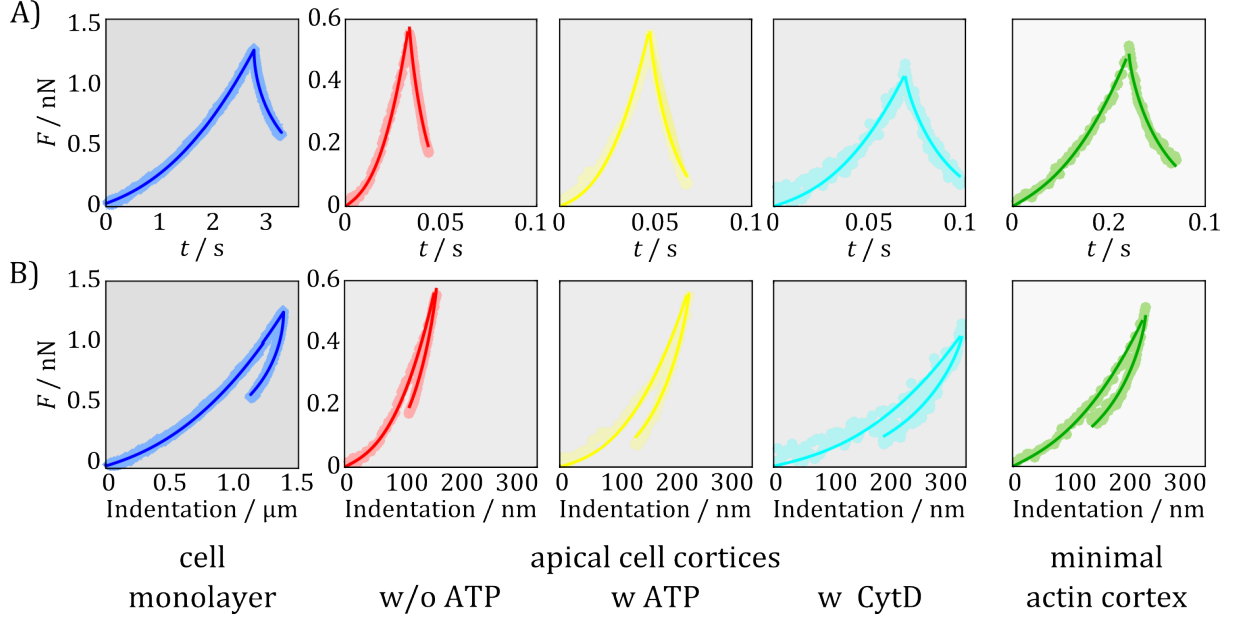 A)
1.5
1.0
0.5
0
F / nN
0 1 2 3
t / s
0.6
0.4
0.2
0
0 0.05 0.1
t / s
0 0.05 0.1
t / s
0 0.05 0.1
t / s
0 0.2 0.1
t / s
B)
1.5
1.0
0.5
0
F / nN
0 0.5 1.0 1.5
Indentation / μm
0.6
0.4
0.2
0
0 100 200 300
Indentation / nm
0 100 200 300
Indentation / nm
0 100 200 300
Indentation / nm
0 100 200 300
Indentation / nm
cell
monolayer
apical cell cortices
w/o ATP w ATP w CytD
minimal
actin cortex